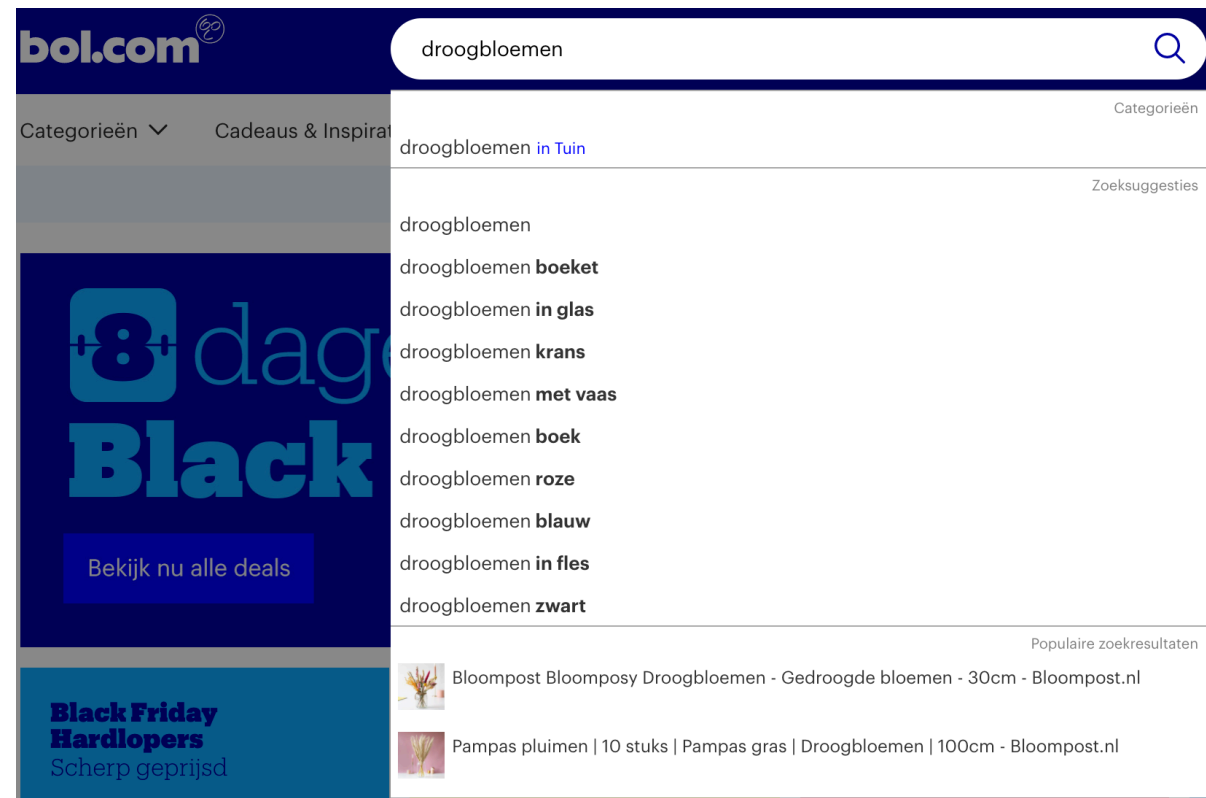 bol.com
droogbloemen
Categorieën
Cadeaus & Inspirat
Categorieën
droogbloemen in Tuin
Zoeksuggesties
droogbloemen
droogbloemen boeket
droogbloemen in glas
droogbloemen krans
droogbloemen met vaas
droogbloemen boek
droogbloemen roze
droogbloemen blauw
droogbloemen in fles
droogbloemen zwart
Populaire zoekresultaten
Bloompost Bloomposy Droogbloemen - Gedroogde bloemen - 30cm - Bloompost.nl
Pampas pluimen | 10 stuks | Pampas gras | Droogbloemen | 100cm - Bloompost.nl
8 dage
Black
Bekijk nu alle deals
Black Friday
Hardlopers
Scherp geprijsd